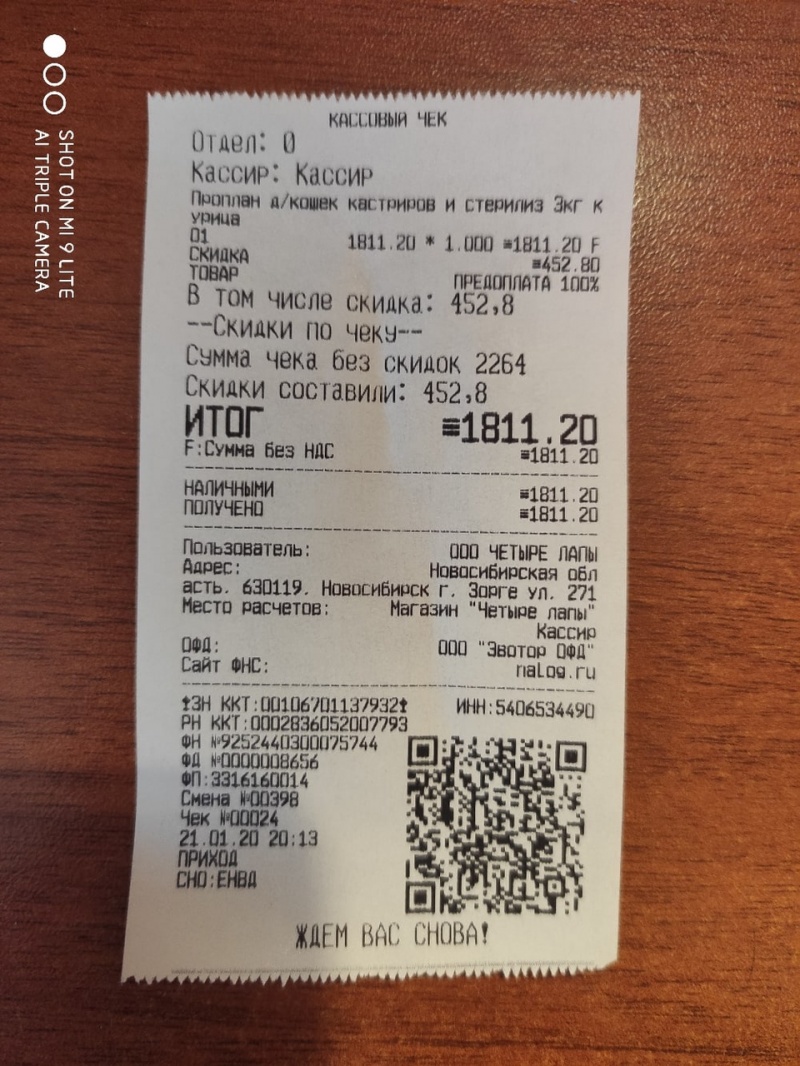 SHOT ON MI 9 LITE
AI TRIPLE CAMERA
КАССОВЫЙ ЧЕК
Отдел: 0
Кассир: Кассир
Проплан д/кошек кастриров и стерилиз 3кг к
урица
01 1811.20 * 1.000 ≡1811.20 F
СКИДКА ≡452.80
ТОВАР ПРЕДОПЛАТА 100%
В том числе скидка: 452,8
--Скидки по чеку--
Сумма чека без скидок 2264
Скидки составили: 452,8
ИТОГ ≡1811.20
F:Сумма без НДС ≡1811.20
НАЛИЧНЫМИ ≡1811.20
ПОЛУЧЕНО ≡1811.20
Пользователь: ООО ЧЕТЫРЕ ЛАПЫ
Адрес: Новосибирская обл
асть. 630119. Новосибирск г. Зорге ул. 271
Место расчетов: Магазин "Четыре лапы"
Кассир
ОФД: ООО "Эвотор ОФД"
Сайт ФНС: nalog.ru
ЗН ККТ:00106701137932 ИНН:5406534490
РН ККТ:0002836052007793
ФН №9252440300075744
ФД №0000008656
ФП:3316160014
Смена №00398
Чек №00024
21.01.20 20:13
ПРИХОД
СНО:ЕНВД
ЖДЕМ ВАС СНОВА!